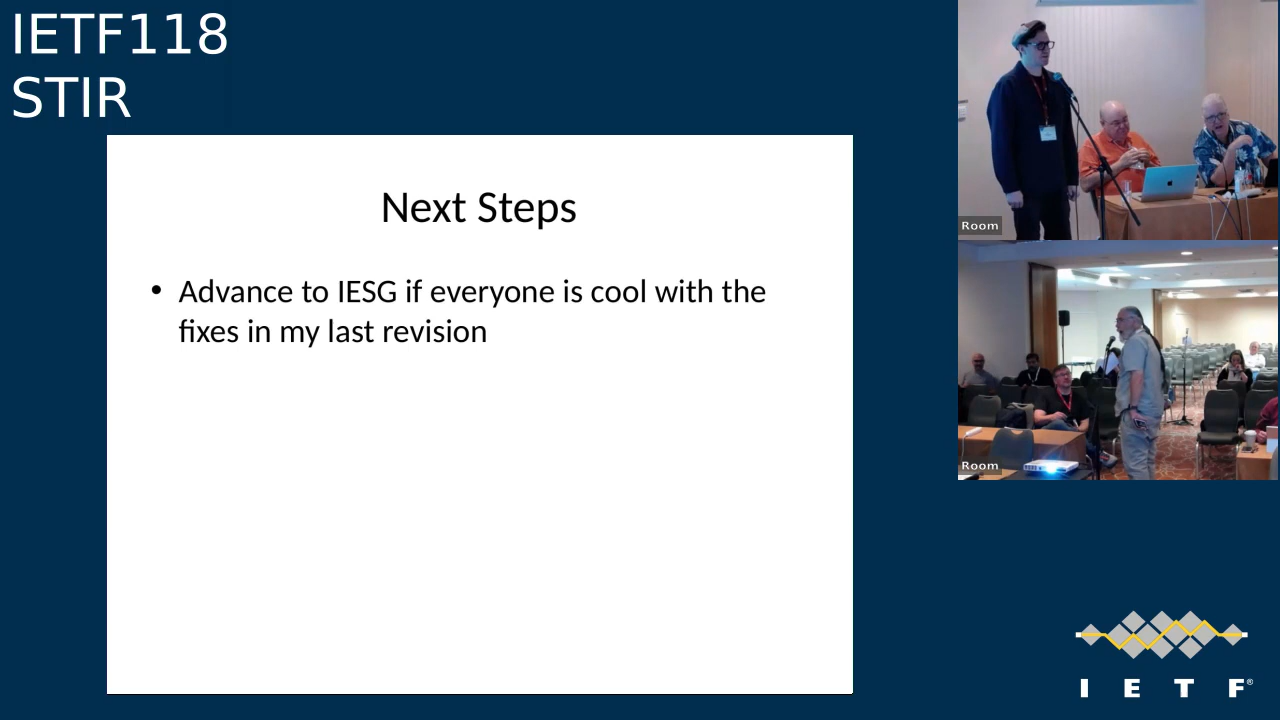 IETF118
STIR
Next Steps
• Advance to IESG if everyone is cool with the
fixes in my last revision
Room
Room
I E T F®